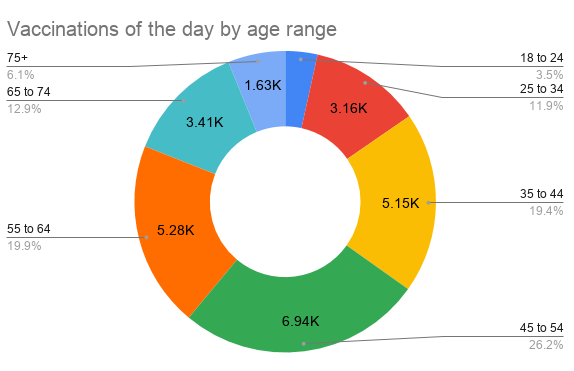 Vaccinations of the day by age range
75+
6.1%
65 to 74
12.9%
55 to 64
19.9%
18 to 24
3.5%
25 to 34
11.9%
35 to 44
19.4%
45 to 54
26.2%
1.63K
3.16K
3.41K
5.15K
5.28K
6.94K